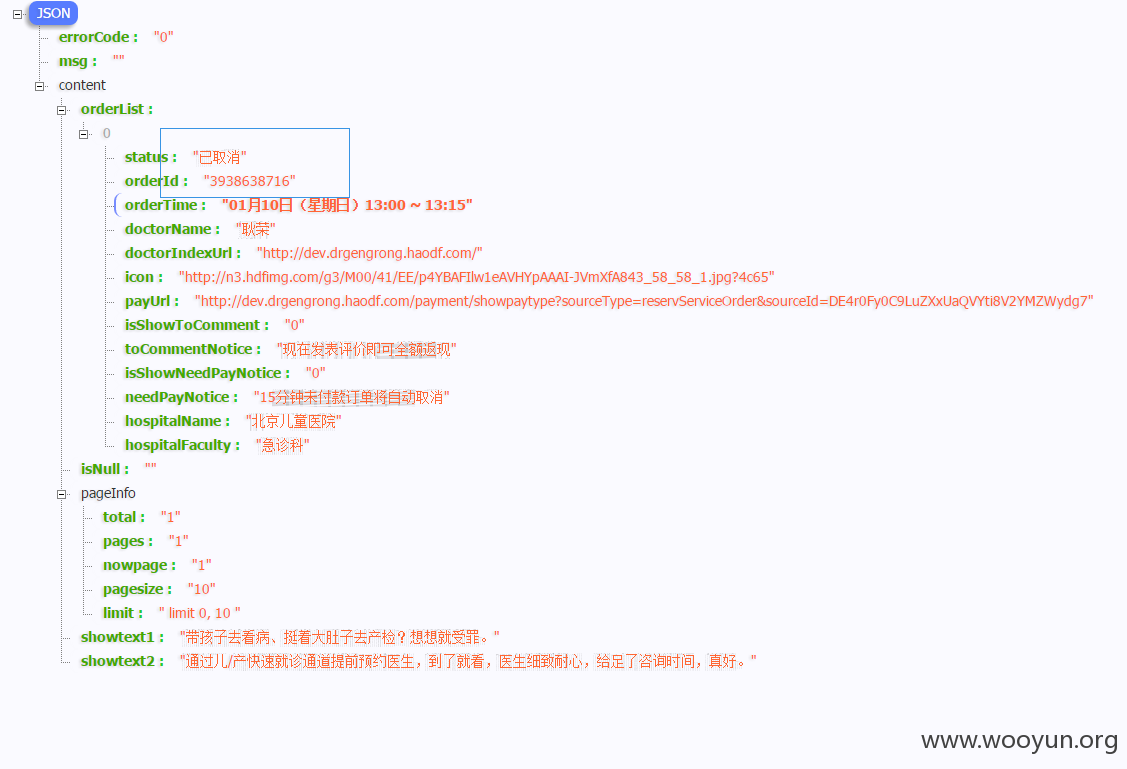 JSON
errorCode : "0"
msg : ""
content
orderList :
0
status : "已取消"
orderId : "3938638716"
orderTime : "01月10日（星期日）13:00 ~ 13:15"
doctorName : "耿荣"
doctorIndexUrl : "http://dev.drgengrong.haodf.com/"
icon : "http://n3.hdfimg.com/g3/M00/41/EE/p4YBAFIlw1eAVHYpAAAI-JVmXfA843_58_58_1.jpg?4c65"
payUrl : "http://dev.drgengrong.haodf.com/payment/showpaytype?sourceType=reservServiceOrder&sourceId=DE4r0Fy0C9LuZXxUaQVYti8V2YMZWydg7"
isShowToComment : "0"
toCommentNotice : "现在发表评价即可全额返现"
isShowNeedPayNotice : "0"
needPayNotice : "15分钟未付款订单将自动取消"
hospitalName : "北京儿童医院"
hospitalFaculty : "急诊科"
isNull : ""
pageInfo
total : "1"
pages : "1"
nowpage : "1"
pagesize : "10"
limit : " limit 0, 10 "
showtext1 : "带孩子去看病、挺着大肚子去产检？想想就受罪。"
showtext2 : "通过儿/产快速就诊通道提前预约医生，到了就看，医生细致耐心，给足了咨询时间，真好。"
www.wooyun.org